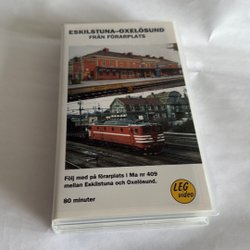 ESKILSTUNA–OXELÖSUND
FRÅN FÖRARPLATS
Följ med på förarplats i Ma nr 409
mellan Eskilstuna och Oxelösund.
80 minuter
LEG
video